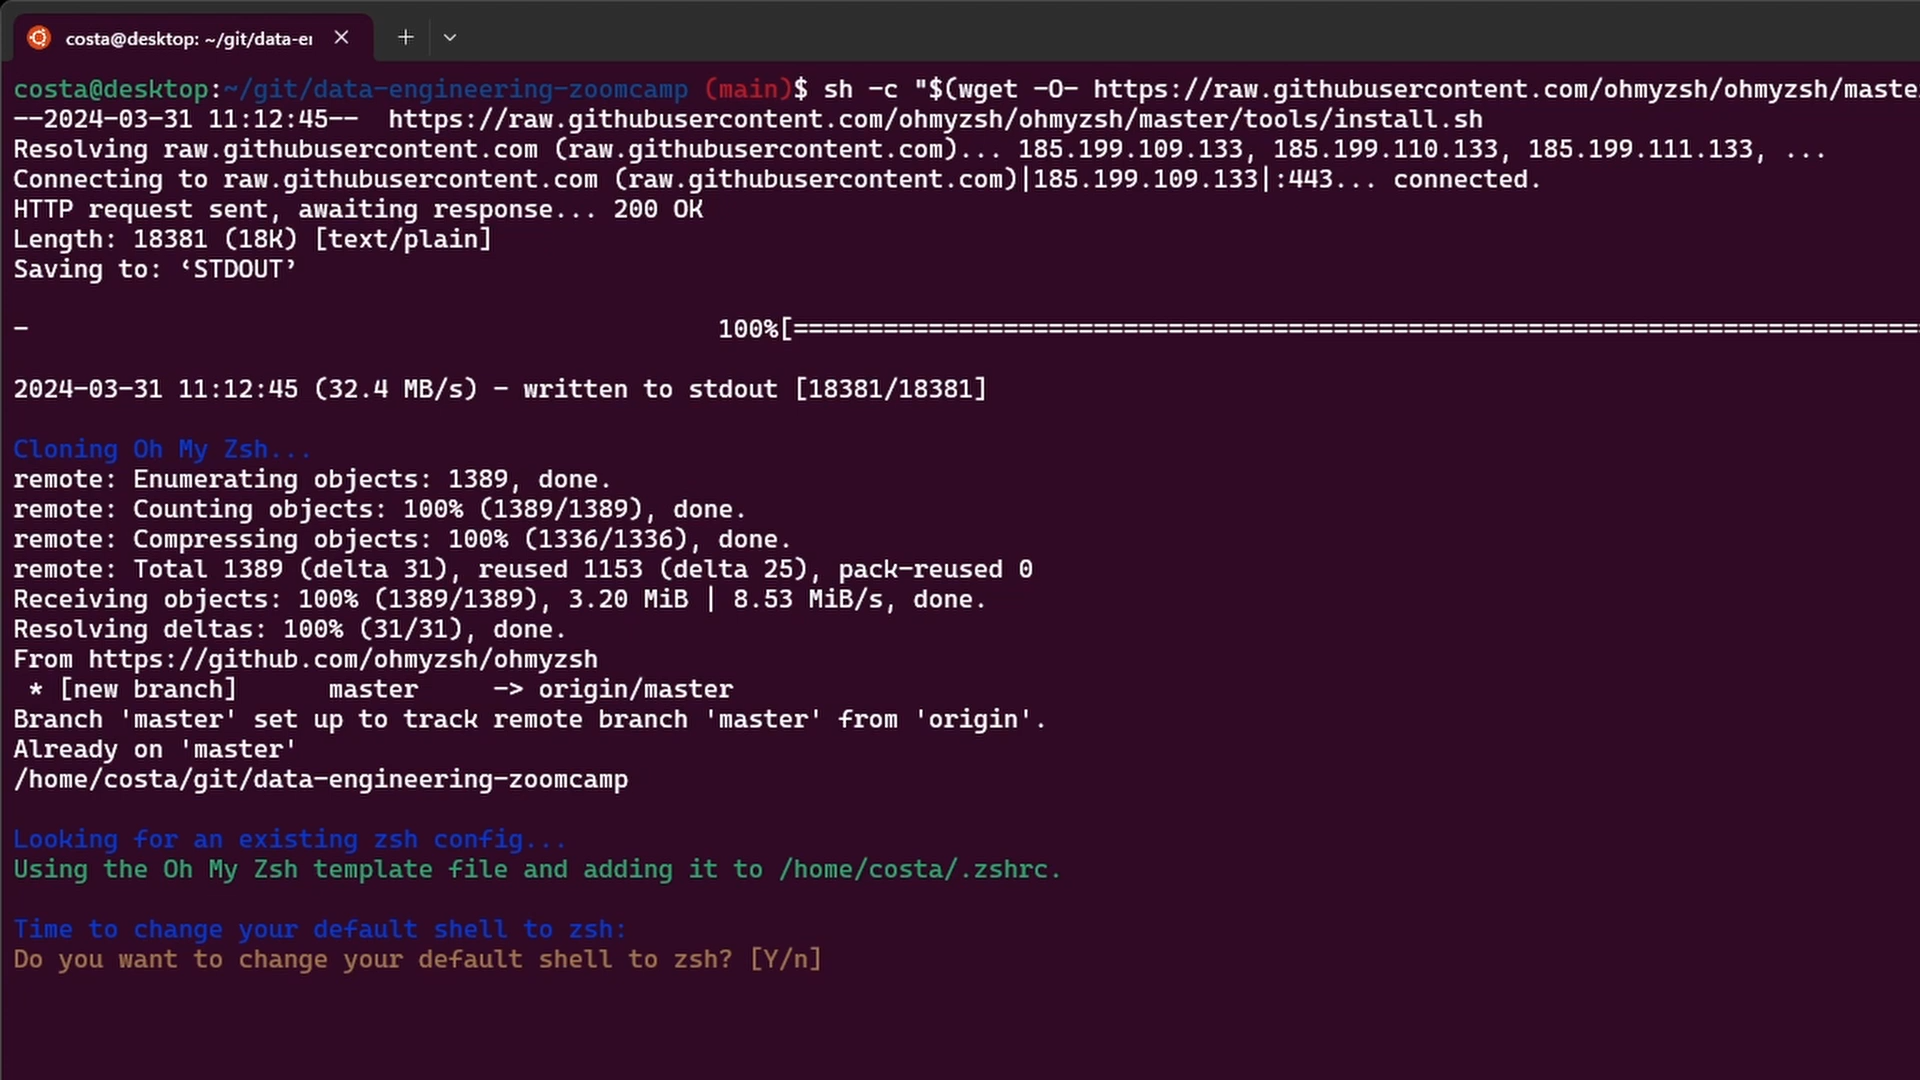 costa@desktop: ~/git/data-er
costa@desktop:~/git/data-engineering-zoomcamp (main)$ sh -c "$(wget -O- https://raw.githubusercontent.com/ohmyzsh/ohmyzsh/maste
--2024-03-31 11:12:45--  https://raw.githubusercontent.com/ohmyzsh/ohmyzsh/master/tools/install.sh
Resolving raw.githubusercontent.com (raw.githubusercontent.com)... 185.199.109.133, 185.199.110.133, 185.199.111.133, ...
Connecting to raw.githubusercontent.com (raw.githubusercontent.com)|185.199.109.133|:443... connected.
HTTP request sent, awaiting response... 200 OK
Length: 18381 (18K) [text/plain]
Saving to: ‘STDOUT’
- 100%[===========================================================================
2024-03-31 11:12:45 (32.4 MB/s) - written to stdout [18381/18381]
Cloning Oh My Zsh...
remote: Enumerating objects: 1389, done.
remote: Counting objects: 100% (1389/1389), done.
remote: Compressing objects: 100% (1336/1336), done.
remote: Total 1389 (delta 31), reused 1153 (delta 25), pack-reused 0
Receiving objects: 100% (1389/1389), 3.20 MiB | 8.53 MiB/s, done.
Resolving deltas: 100% (31/31), done.
From https://github.com/ohmyzsh/ohmyzsh
 * [new branch]      master     -> origin/master
Branch 'master' set up to track remote branch 'master' from 'origin'.
Already on 'master'
/home/costa/git/data-engineering-zoomcamp
Looking for an existing zsh config...
Using the Oh My Zsh template file and adding it to /home/costa/.zshrc.
Time to change your default shell to zsh:
Do you want to change your default shell to zsh? [Y/n]